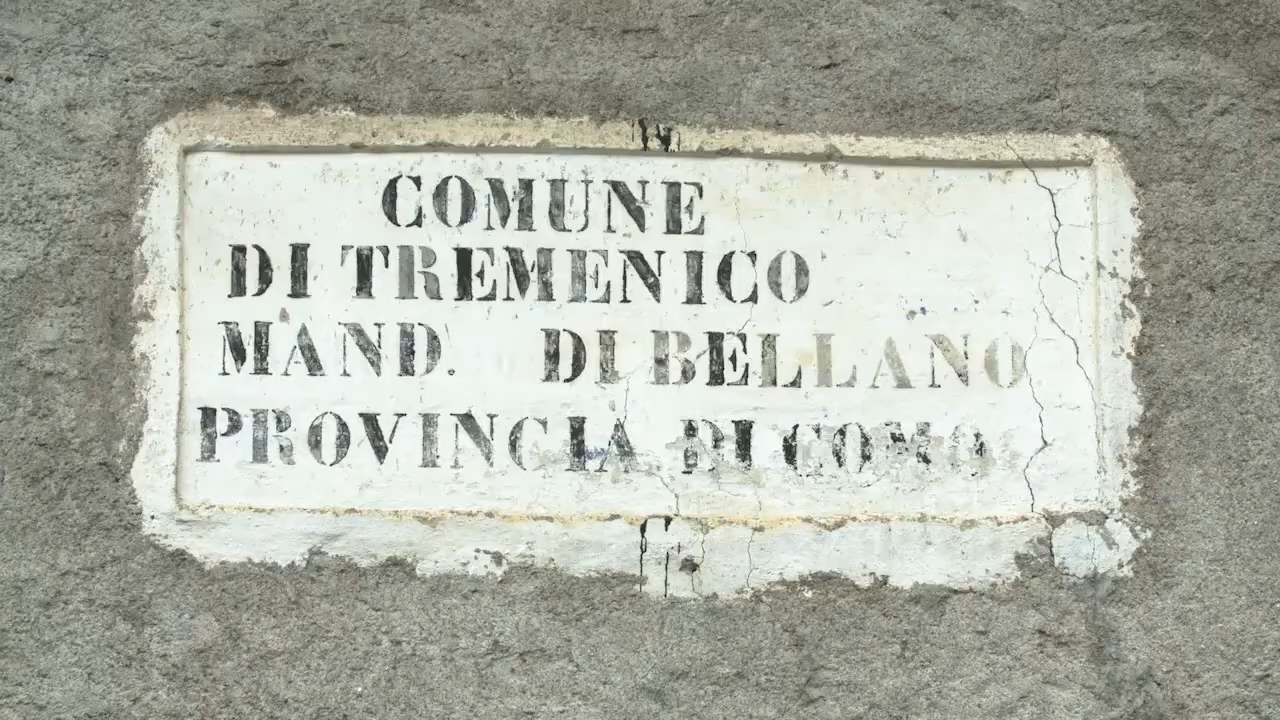 COMUNE
DI TREMENICO
MAND. DI BELLANO
PROVINCIA DI COMO